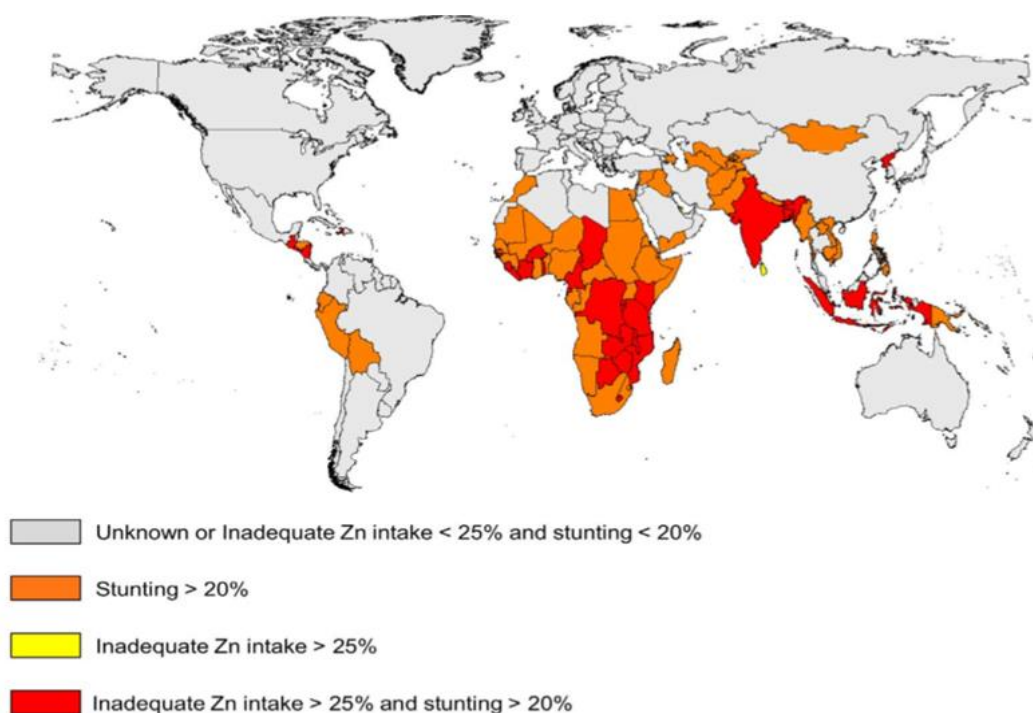 Unknown or Inadequate Zn intake < 25% and stunting < 20%
Stunting > 20%
Inadequate Zn intake > 25%
Inadequate Zn intake > 25% and stunting > 20%